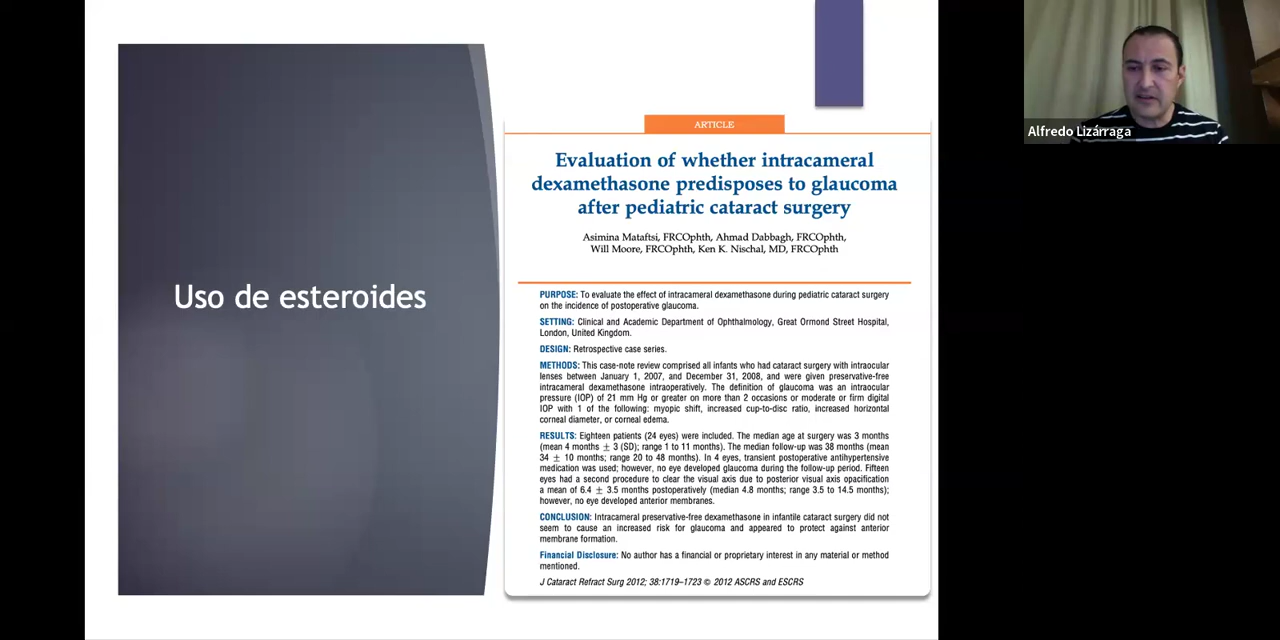 Uso de esteroides
ARTICLE
Evaluation of whether intracameral
dexamethasone predisposes to glaucoma
after pediatric cataract surgery
Asimina Mataftsi, FRCOphth, Ahmad Dabbagh, FRCOphth,
Will Moore, FRCOphth, Ken K. Nischal, MD, FRCOphth
PURPOSE: To evaluate the effect of intracameral dexamethasone during pediatric cataract surgery
on the incidence of postoperative glaucoma.
SETTING: Clinical and Academic Department of Ophthalmology, Great Ormond Street Hospital,
London, United Kingdom.
DESIGN: Retrospective case series.
METHODS: This case-note review comprised all infants who had cataract surgery with intraocular
lenses between January 1, 2007, and December 31, 2008, and were given preservative-free
intracameral dexamethasone intraoperatively. The definition of glaucoma was an intraocular
pressure (IOP) of 21 mm Hg or greater on more than 2 occasions or moderate or firm digital
IOP with 1 of the following: myopic shift, increased cup-to-disc ratio, increased horizontal
corneal diameter, or corneal edema.
RESULTS: Eighteen patients (24 eyes) were included. The median age at surgery was 3 months
(mean 4 months ± 3 (SD); range 1 to 11 months). The median follow-up was 38 months (mean
34 ± 10 months; range 20 to 48 months). In 4 eyes, transient postoperative antihypertensive
medication was used; however, no eye developed glaucoma during the follow-up period. Fifteen
eyes had a second procedure to clear the visual axis due to posterior visual axis opacification
a mean of 6.4 ± 3.5 months postoperatively (median 4.8 months; range 3.5 to 14.5 months);
however, no eye developed anterior membranes.
CONCLUSION: Intracameral preservative-free dexamethasone in infantile cataract surgery did not
seem to cause an increased risk for glaucoma and appeared to protect against anterior
membrane formation.
Financial Disclosure: No author has a financial or proprietary interest in any material or method
mentioned.
J Cataract Refract Surg 2012; 38:1719–1723 © 2012 ASCRS and ESCRS
Alfredo Lizárraga